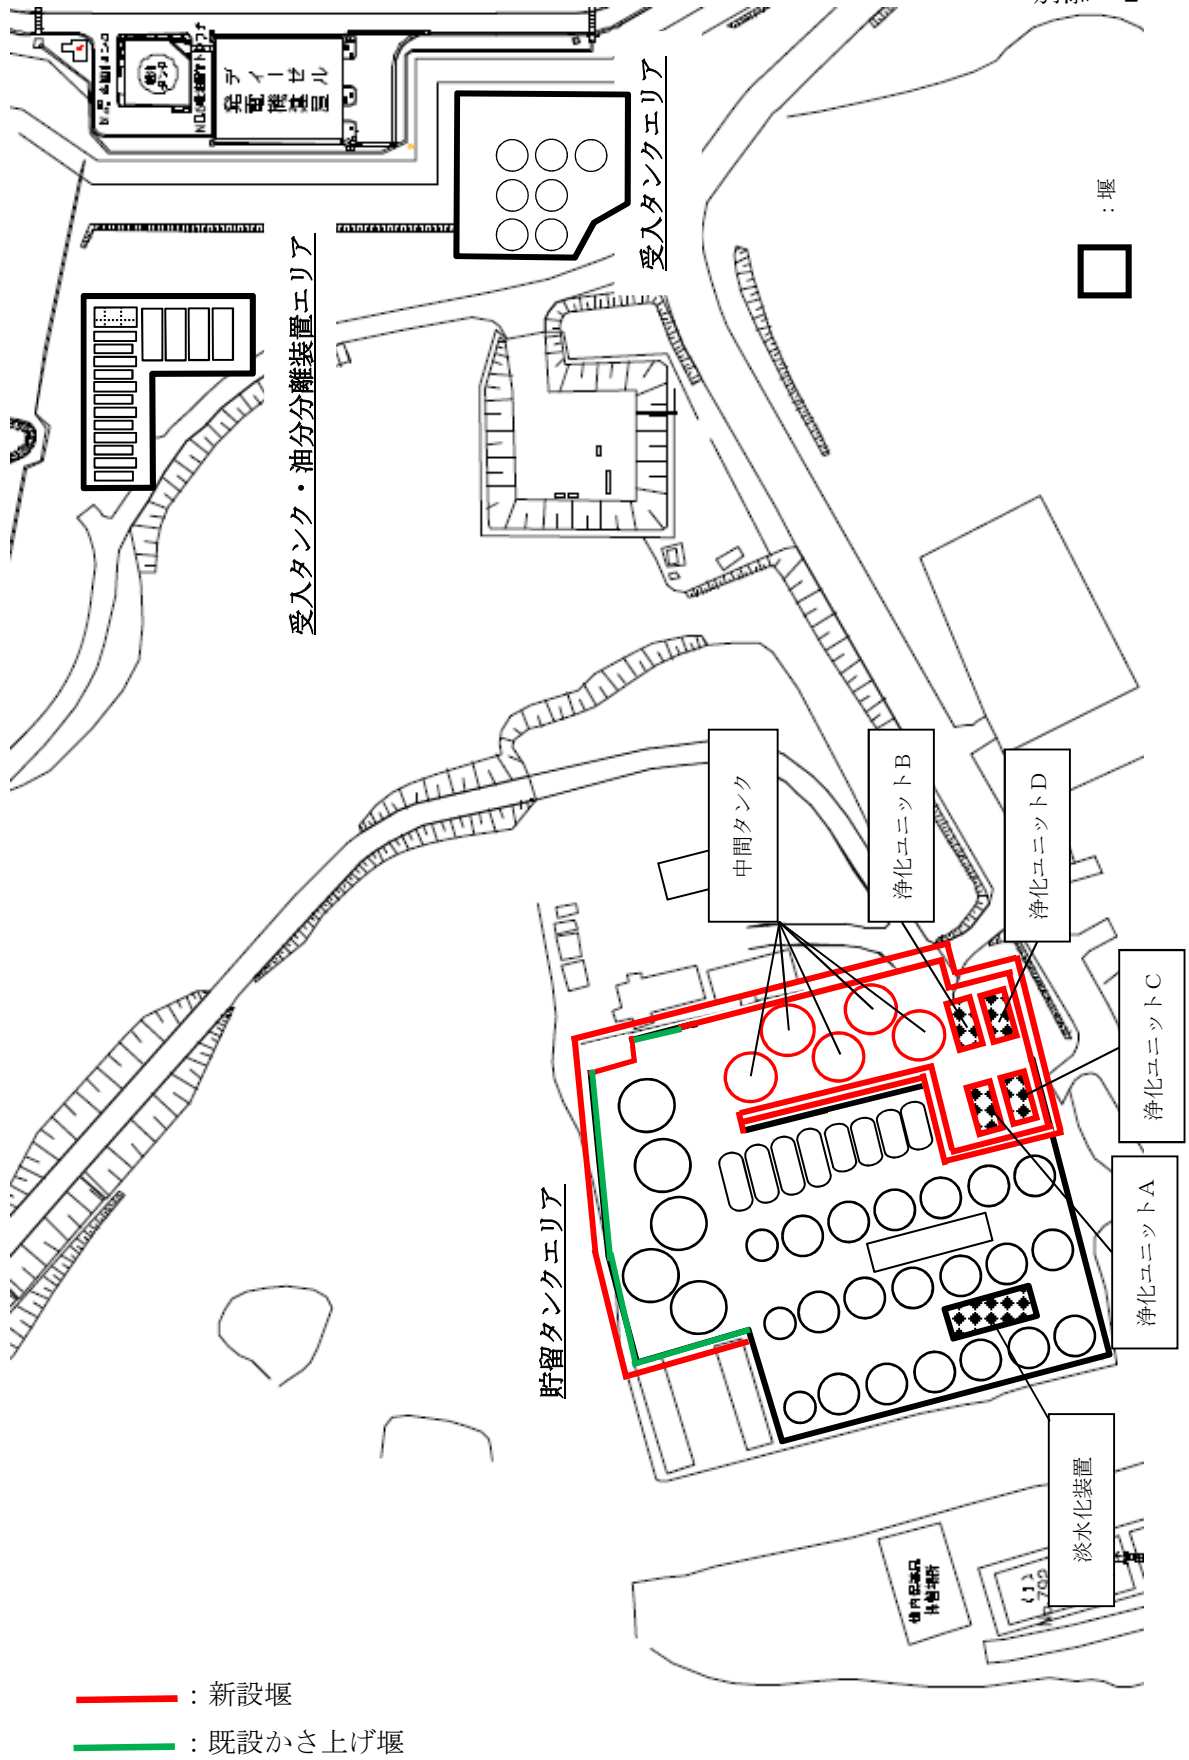 ディーゼル
発電機建屋
受入タンクエリア
受入タンク・油分分離装置エリア
：堰
中間タンク
浄化ユニットB
浄化ユニットD
浄化ユニットC
浄化ユニットA
貯留タンクエリア
淡水化装置
：新設堰
：既設かさ上げ堰